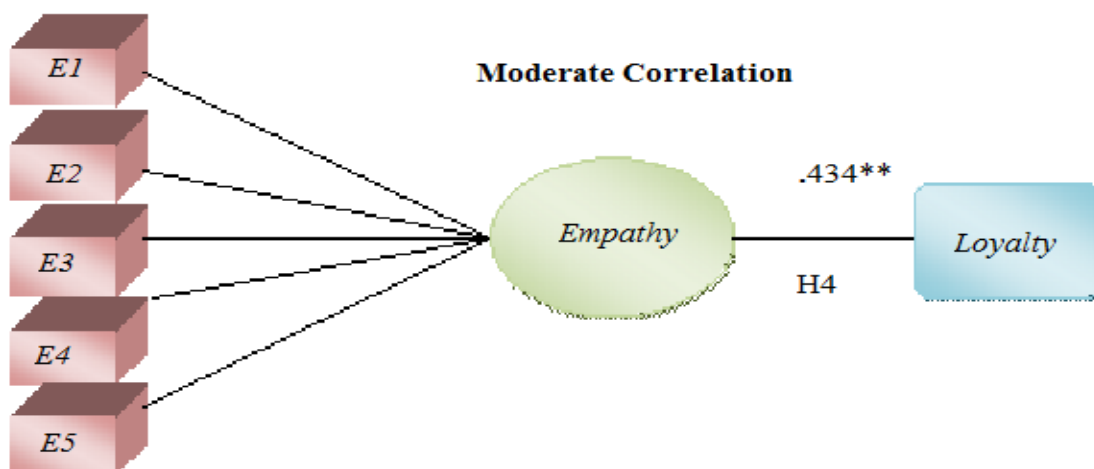 E1
Moderate Correlation
E2
.434**
E3
Empathy
Loyalty
H4
E4
E5